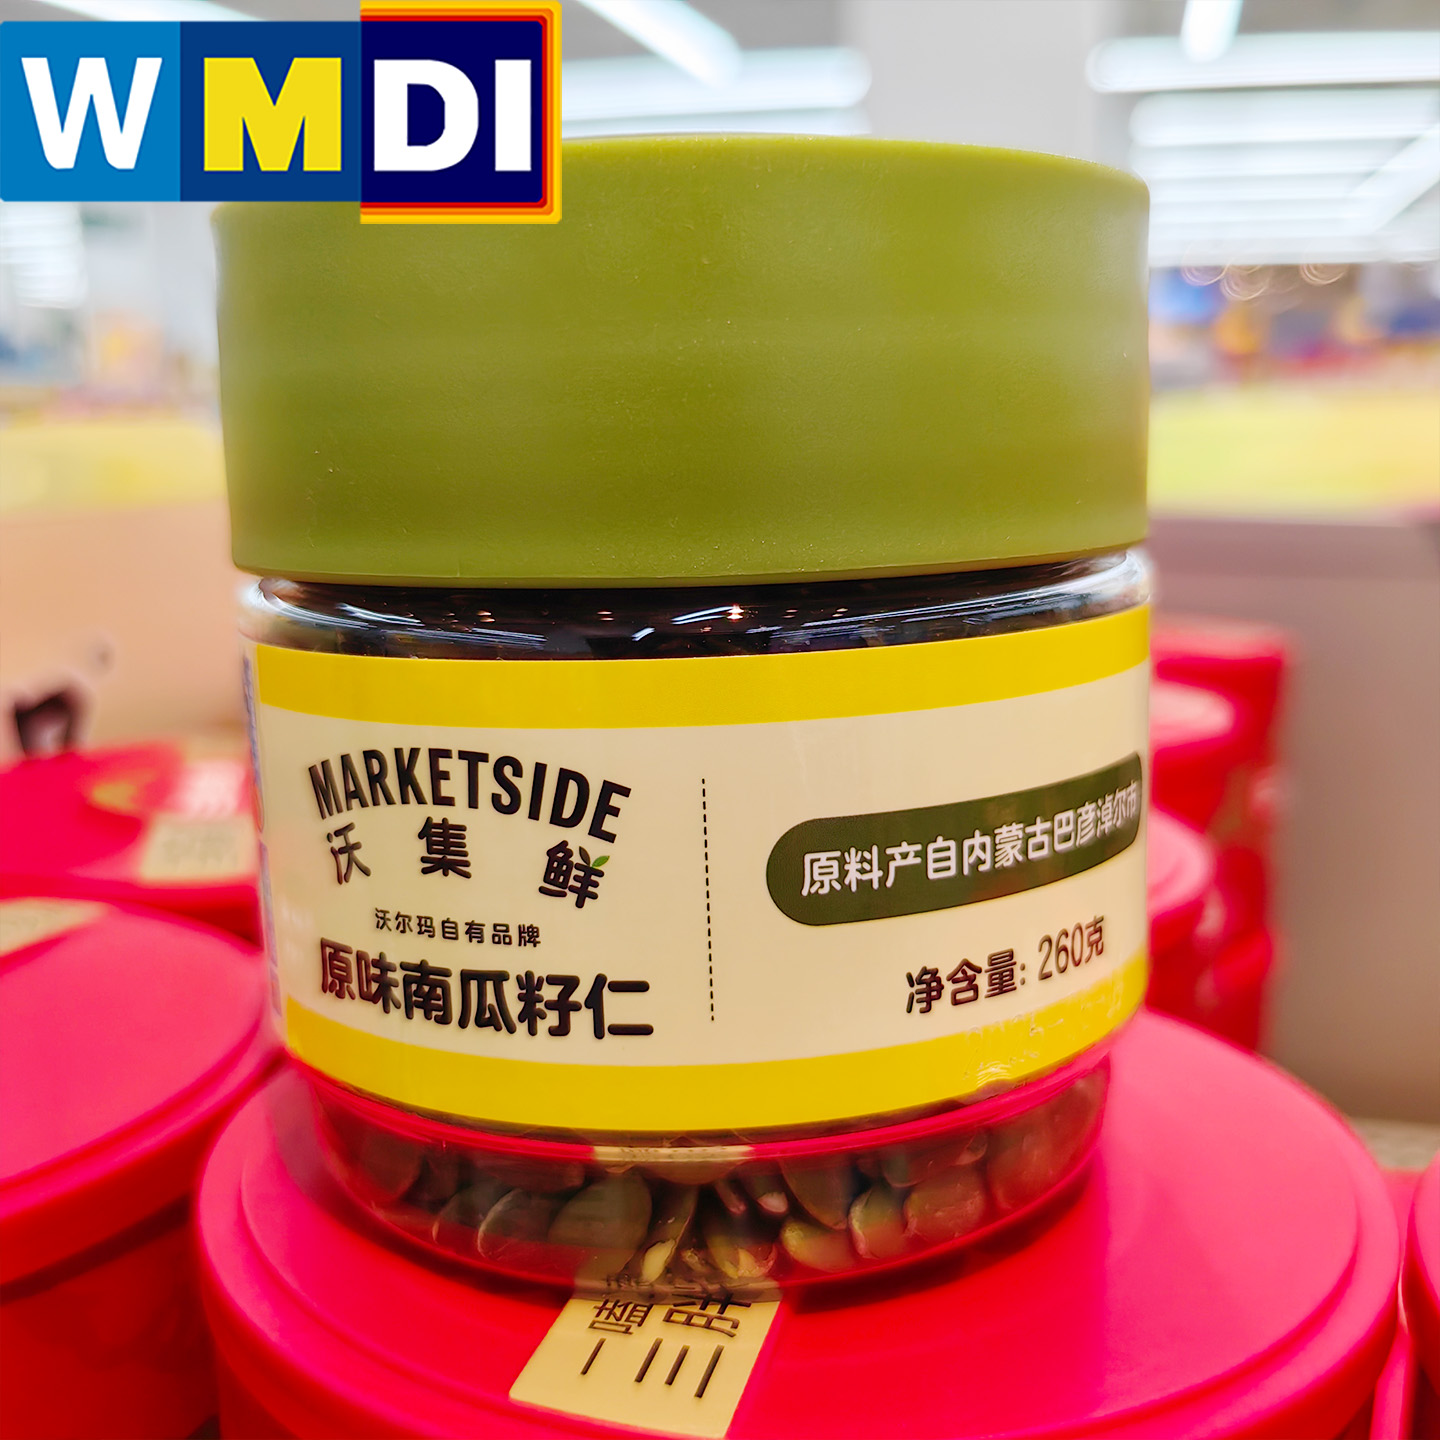 WMDI
MARKETSIDE
沃集鲜
沃尔玛自有品牌
原味南瓜籽仁
原料产自内蒙古巴彦淖尔市
净含量: 260克